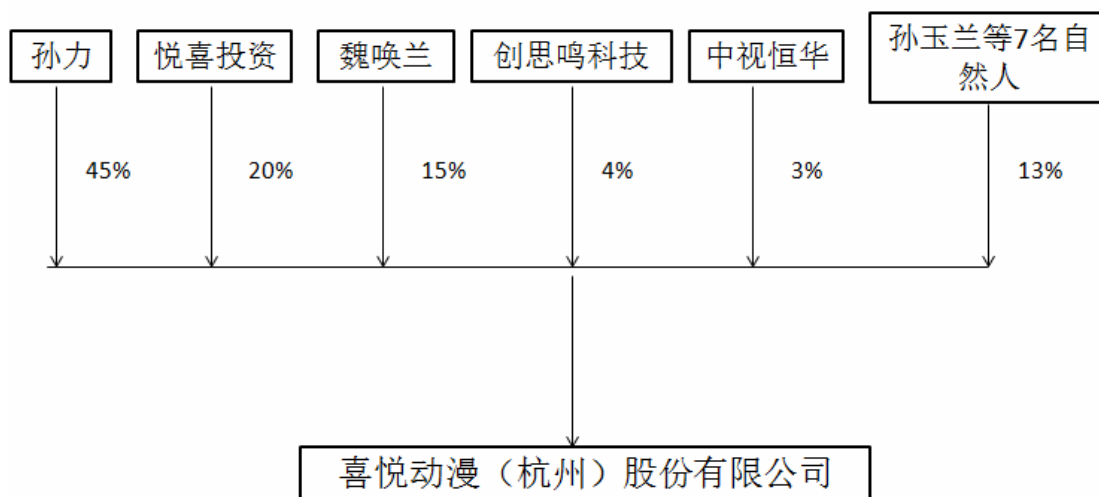 孙力
悦喜投资
魏唤兰
创思鸣科技
中视恒华
孙玉兰等7名自
然人
45%
20%
15%
4%
3%
13%
喜悦动漫（杭州）股份有限公司